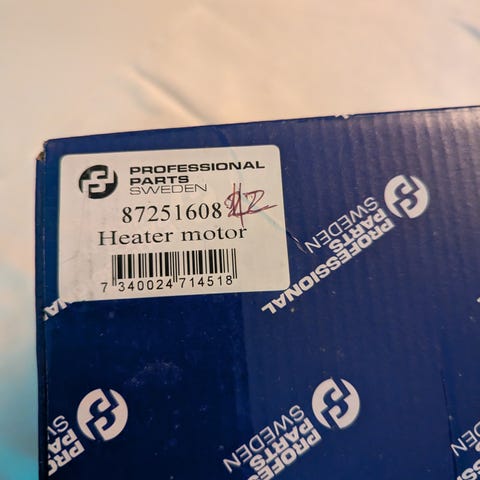 PROFESSIONAL
PARTS
SWEDEN
87251608
Heater motor
7 340024 714518
PROFESSIONAL
PARTS
SWEDEN
PROFESSIONAL
PARTS
SWEDEN